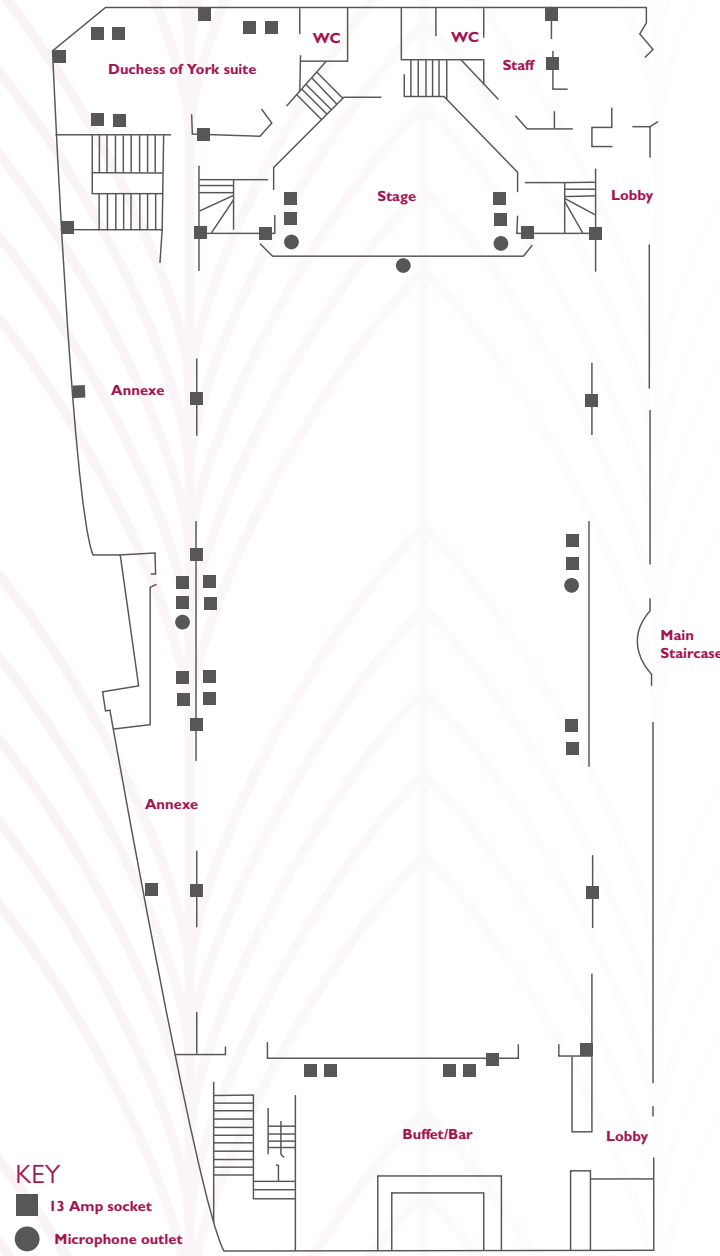 WC
WC
Duchess of York suite
Staff
Stage
Lobby
Annexe
Main
Staircase
Annexe
Buffet/Bar
Lobby
KEY
13 Amp socket
Microphone outlet